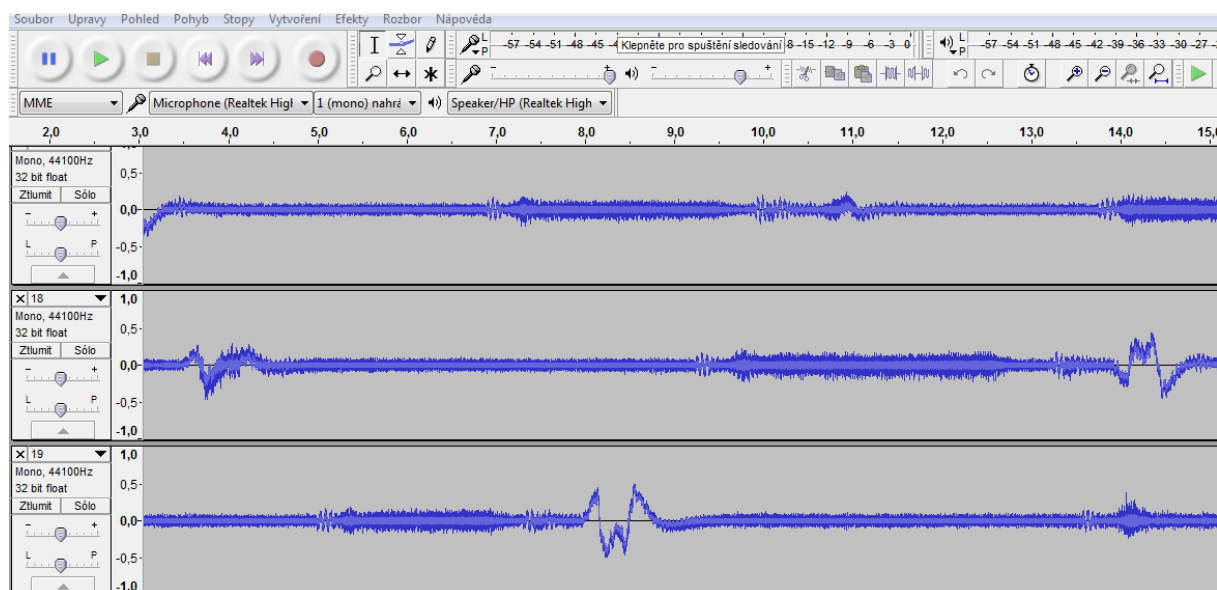 Soubor Upravy Pohled Pohyb Stopy Vytvoření Efekty Rozbor Nápověda
L P -57 -54 -51 -48 -45 Klepněte pro spuštění sledování 8 -15 -12 -9 -6 -3 0 L P -57 -54 -51 -48 -45 -42 -39 -36 -33 -30 -27
- + - +
MME Microphone (Realtek Higl 1 (mono) nahrá Speaker/HP (Realtek High
2,0 3,0 4,0 5,0 6,0 7,0 8,0 9,0 10,0 11,0 12,0 13,0 14,0 15,
Mono, 44100Hz
32 bit float
Ztlumit Sólo
- +
L P
0,5
0,0
-0,5
-1,0
X 18
Mono, 44100Hz
32 bit float
Ztlumit Sólo
- +
L P
1,0
0,5
0,0
-0,5
-1,0
X 19
Mono, 44100Hz
32 bit float
Ztlumit Sólo
- +
L P
1,0
0,5
0,0
-0,5
-1,0